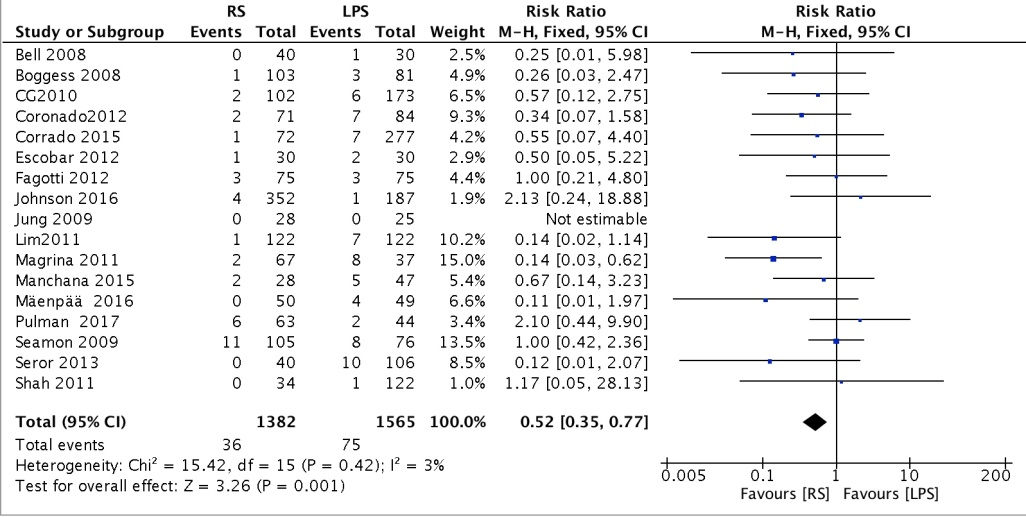 RS LPS Risk Ratio Risk Ratio
Study or Subgroup Events Total Events Total Weight M-H, Fixed, 95% CI M-H, Fixed, 95% CI
Bell 2008 0 40 1 30 2.5% 0.25 [0.01, 5.98]
Boggess 2008 1 103 3 81 4.9% 0.26 [0.03, 2.47]
CG2010 2 102 6 173 6.5% 0.57 [0.12, 2.75]
Coronado2012 2 71 7 84 9.3% 0.34 [0.07, 1.58]
Corrado 2015 1 72 7 277 4.2% 0.55 [0.07, 4.40]
Escobar 2012 1 30 2 30 2.9% 0.50 [0.05, 5.22]
Fagotti 2012 3 75 3 75 4.4% 1.00 [0.21, 4.80]
Johnson 2016 4 352 1 187 1.9% 2.13 [0.24, 18.88]
Jung 2009 0 28 0 25 Not estimable
Lim2011 1 122 7 122 10.2% 0.14 [0.02, 1.14]
Magrina 2011 2 67 8 37 15.0% 0.14 [0.03, 0.62]
Manchana 2015 2 28 5 47 5.4% 0.67 [0.14, 3.23]
Mäenpää 2016 0 50 4 49 6.6% 0.11 [0.01, 1.97]
Pulman 2017 6 63 2 44 3.4% 2.10 [0.44, 9.90]
Seamon 2009 11 105 8 76 13.5% 1.00 [0.42, 2.36]
Seror 2013 0 40 10 106 8.5% 0.12 [0.01, 2.07]
Shah 2011 0 34 1 122 1.0% 1.17 [0.05, 28.13]
Total (95% CI) 1382 1565 100.0% 0.52 [0.35, 0.77]
Total events 36 75
Heterogeneity: Chi² = 15.42, df = 15 (P = 0.42); I² = 3%
Test for overall effect: Z = 3.26 (P = 0.001)
0.005 0.1 1 10 200
Favours [RS] Favours [LPS]